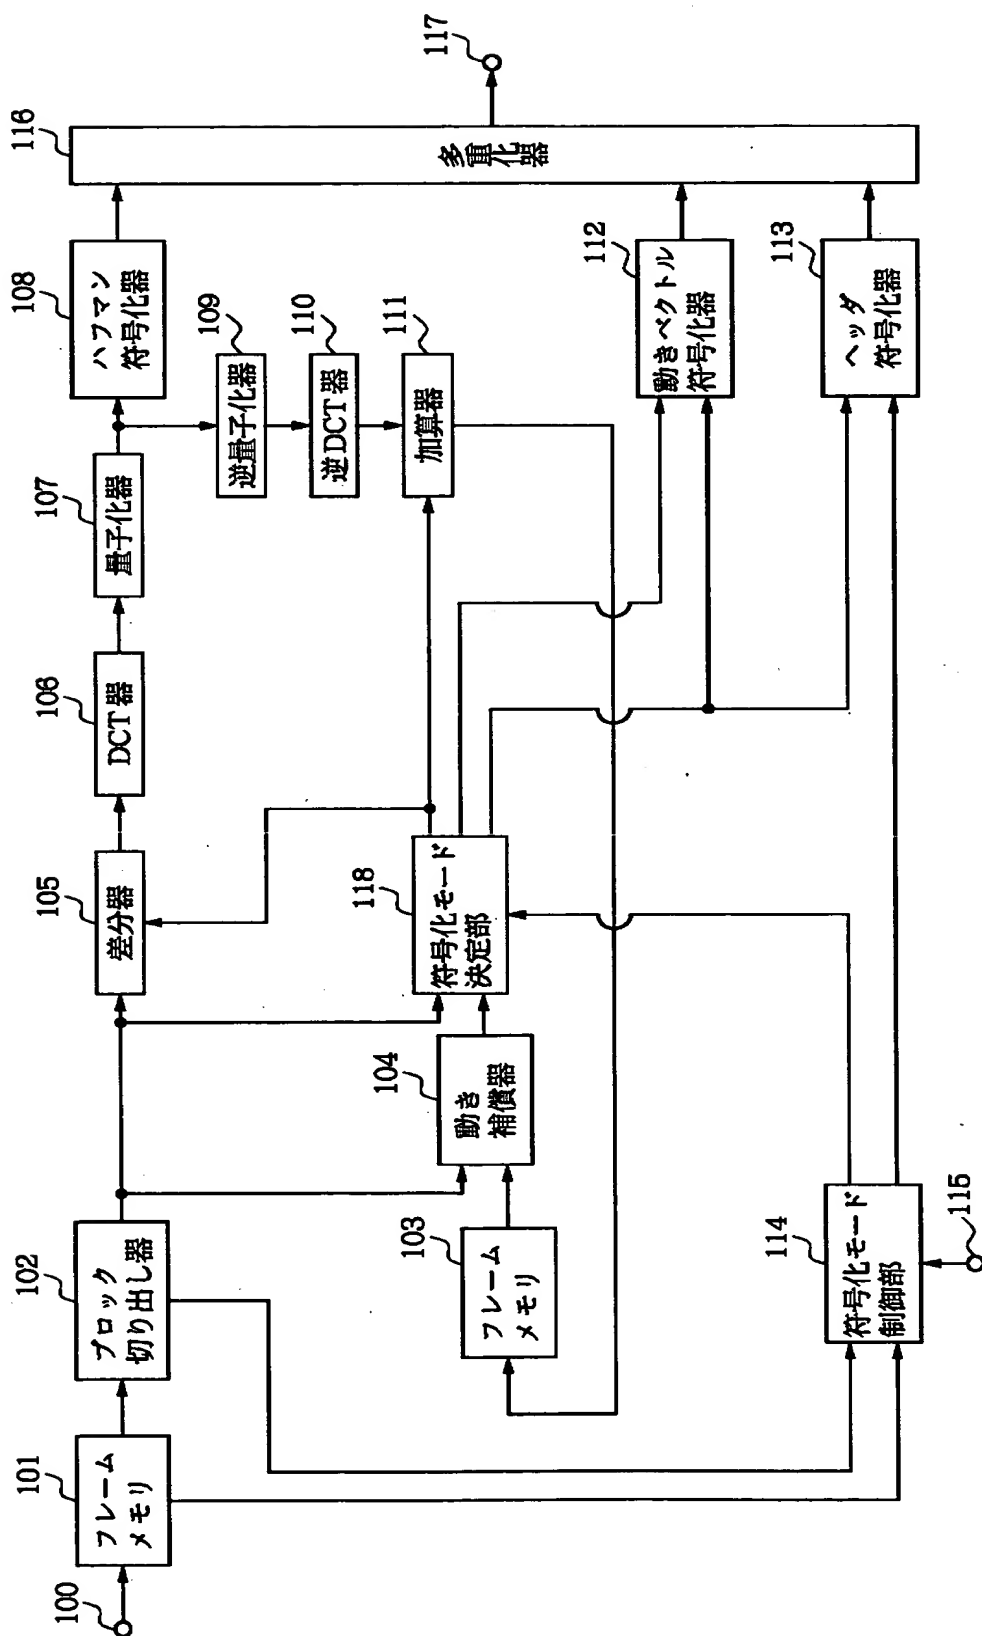 100
101
フレーム
メモリ
102
ブロック
切り出し器
105
差分器
106
DCT器
107
量子化器
108
ハフマン
符号化器
116
多重化器
117
109
逆量子化器
110
逆DCT器
111
加算器
103
フレーム
メモリ
104
動き
補償器
118
符号化モード
決定部
112
動きベクトル
符号化器
114
符号化モード
制御部
115
113
ヘッダ
符号化器